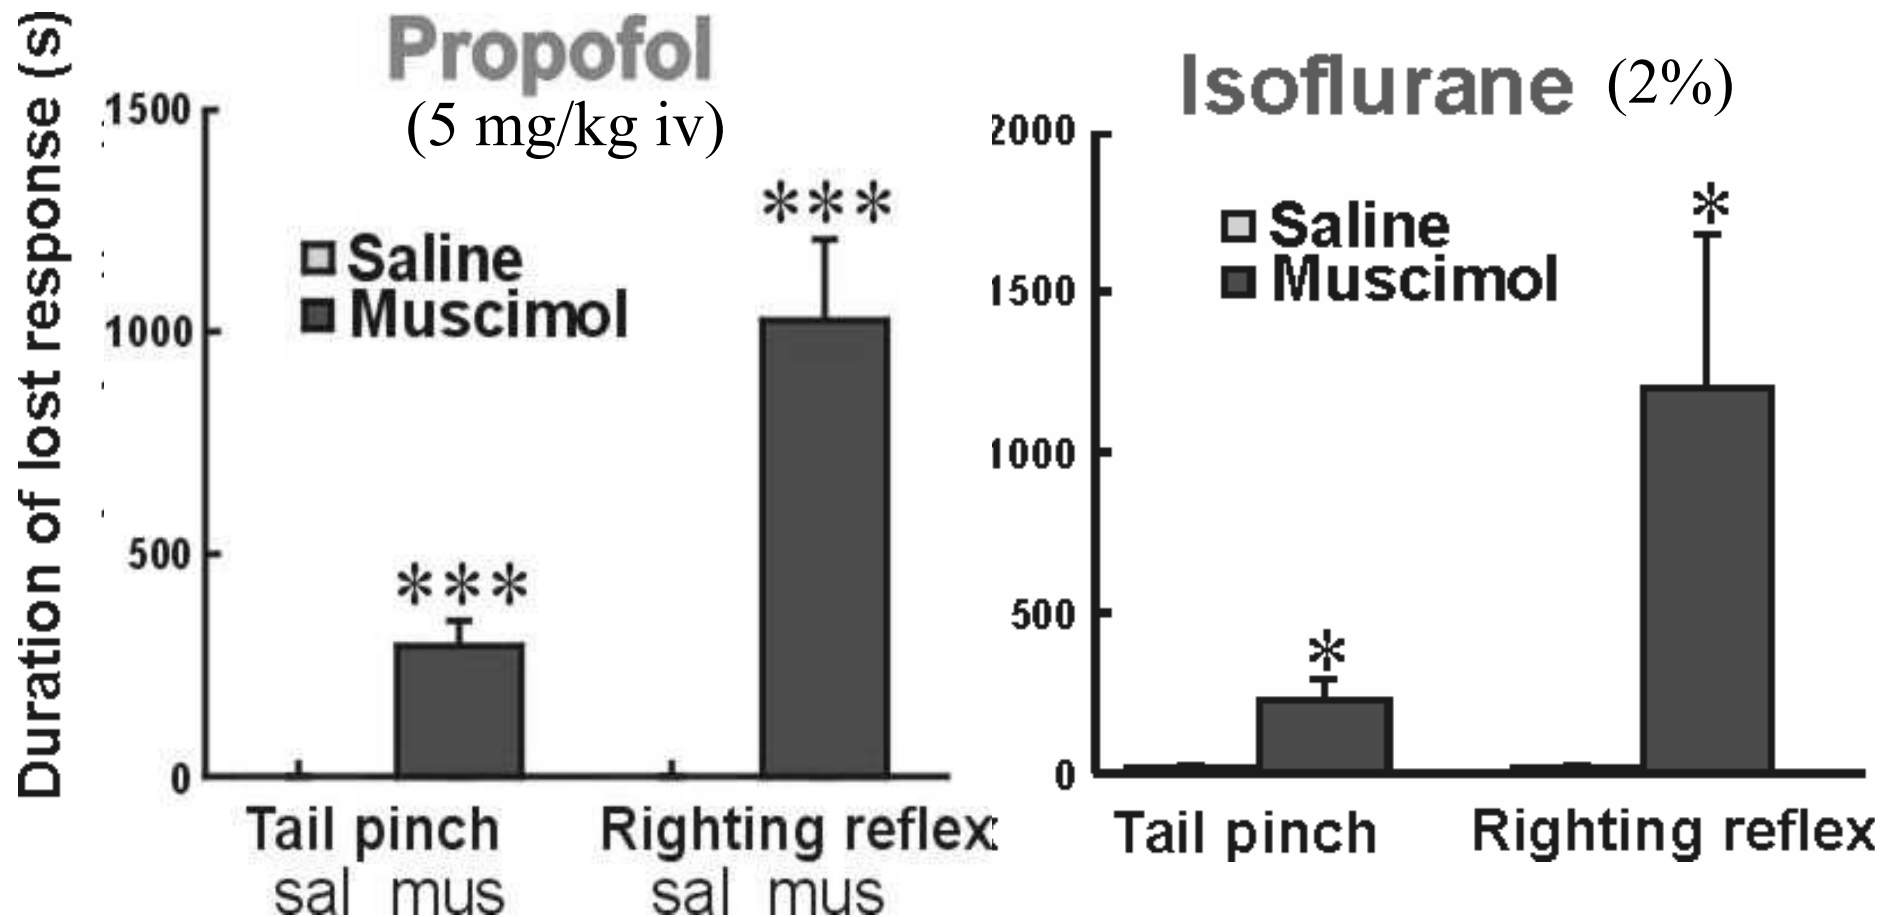 Duration of lost response (s)
Propofol
(5 mg/kg iv)
1500
1000
500
0
***
***
Saline
Muscimol
Tail pinch
Righting reflex
sal mus
sal mus
Isoflurane (2%)
2000
1500
1000
500
0
*
*
Saline
Muscimol
Tail pinch
Righting reflex